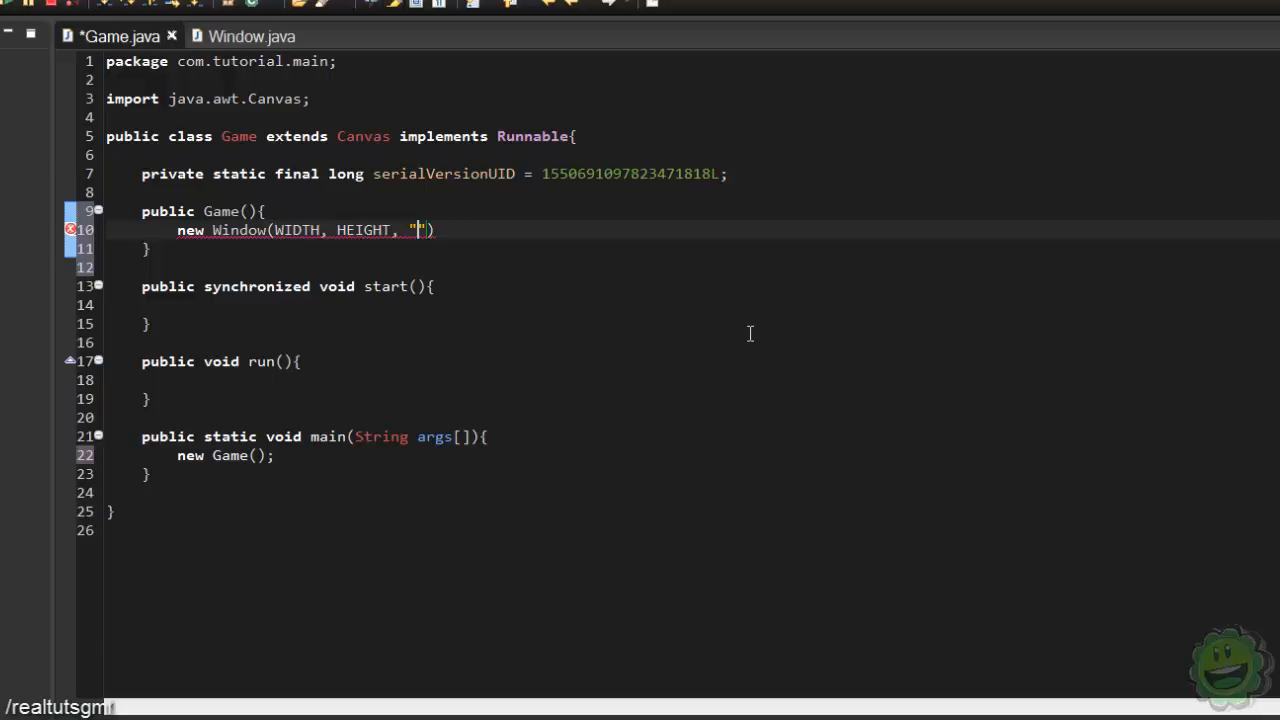 *Game.java
Window.java
1 package com.tutorial.main;
2
3 import java.awt.Canvas;
4
5 public class Game extends Canvas implements Runnable{
6
7 private static final long serialVersionUID = 1550691097823471818L;
8
9 public Game(){
10 new Window(WIDTH, HEIGHT, "")
11 }
12
13 public synchronized void start(){
14
15 }
16
17 public void run(){
18
19 }
20
21 public static void main(String args[]){
22 new Game();
23 }
24
25 }
26
/realtutsgm